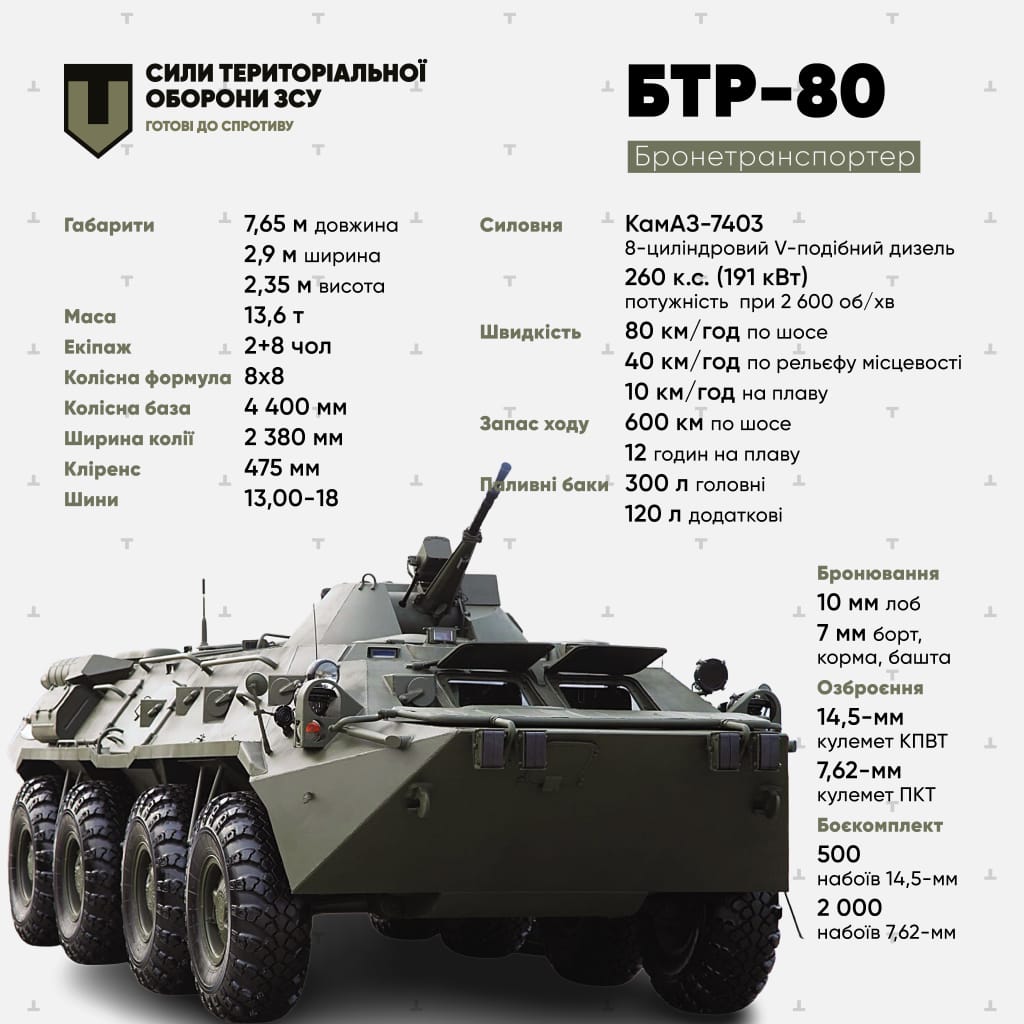 СИЛИ ТЕРИТОРІАЛЬНОЇ
ОБОРОНИ ЗСУ
ГОТОВІ ДО СПРОТИВУ
БТР-80
Бронетранспортер
Габарити 7,65 м довжина
2,9 м ширина
2,35 м висота
Маса 13,6 т
Екіпаж 2+8 чол
Колісна формула 8х8
Колісна база 4 400 мм
Ширина колії 2 380 мм
Кліренс 475 мм
Шини 13,00-18
Силовня КамАЗ-7403
8-циліндровий V-подібний дизель
260 к.с. (191 кВт)
потужність при 2 600 об/хв
Швидкість 80 км/год по шосе
40 км/год по рельєфу місцевості
10 км/год на плаву
Запас ходу 600 км по шосе
12 годин на плаву
Паливні баки 300 л головні
120 л додаткові
Бронювання
10 мм лоб
7 мм борт,
корма, башта
Озброєння
14,5-мм
кулемет КПВТ
7,62-мм
кулемет ПКТ
Боєкомплект
500
набоїв 14,5-мм
2 000
набоїв 7,62-мм